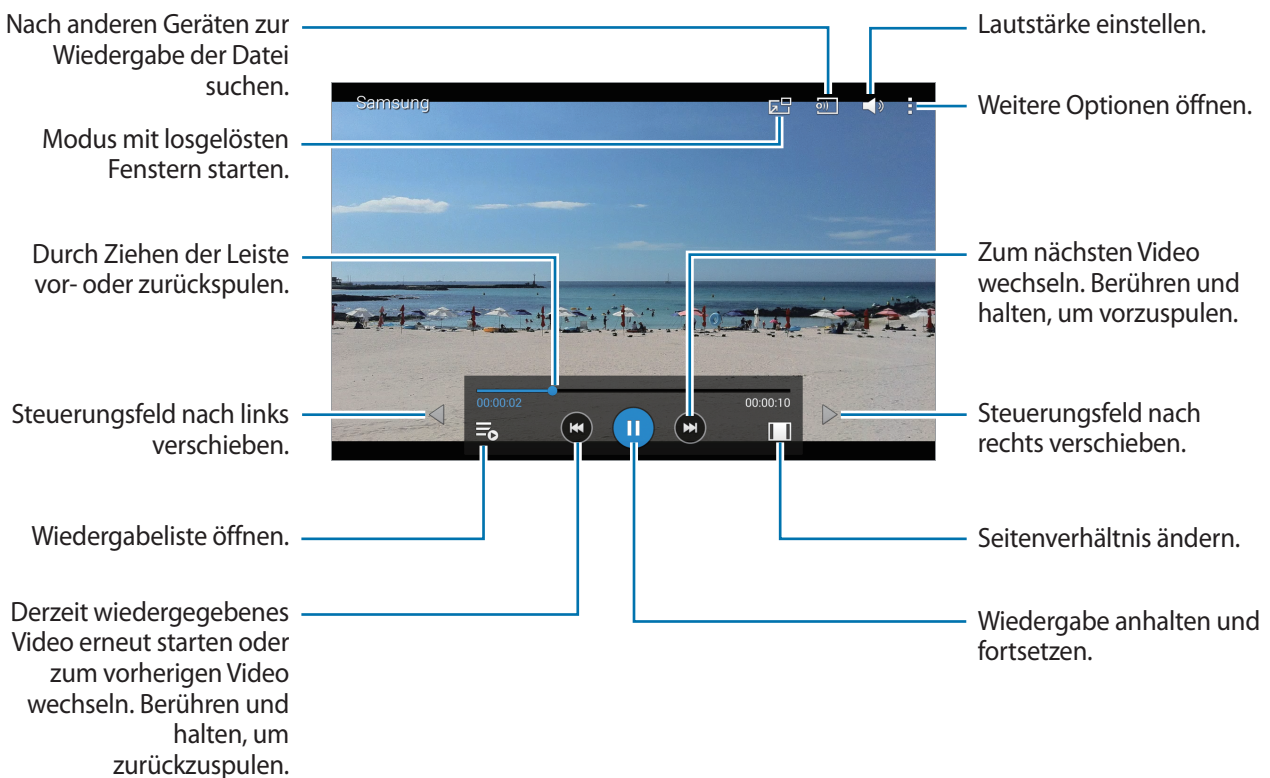 Nach anderen Geräten zur
Wiedergabe der Datei
suchen.
Modus mit losgelösten
Fenstern starten.
Durch Ziehen der Leiste
vor- oder zurückspulen.
Steuerungsfeld nach links
verschieben.
Wiedergabeliste öffnen.
Derzeit wiedergegebenes
Video erneut starten oder
zum vorherigen Video
wechseln. Berühren und
halten, um
zurückzuspulen.
Samsung
00:00:02
00:00:10
Lautstärke einstellen.
Weitere Optionen öffnen.
Zum nächsten Video
wechseln. Berühren und
halten, um vorzuspulen.
Steuerungsfeld nach
rechts verschieben.
Seitenverhältnis ändern.
Wiedergabe anhalten und
fortsetzen.